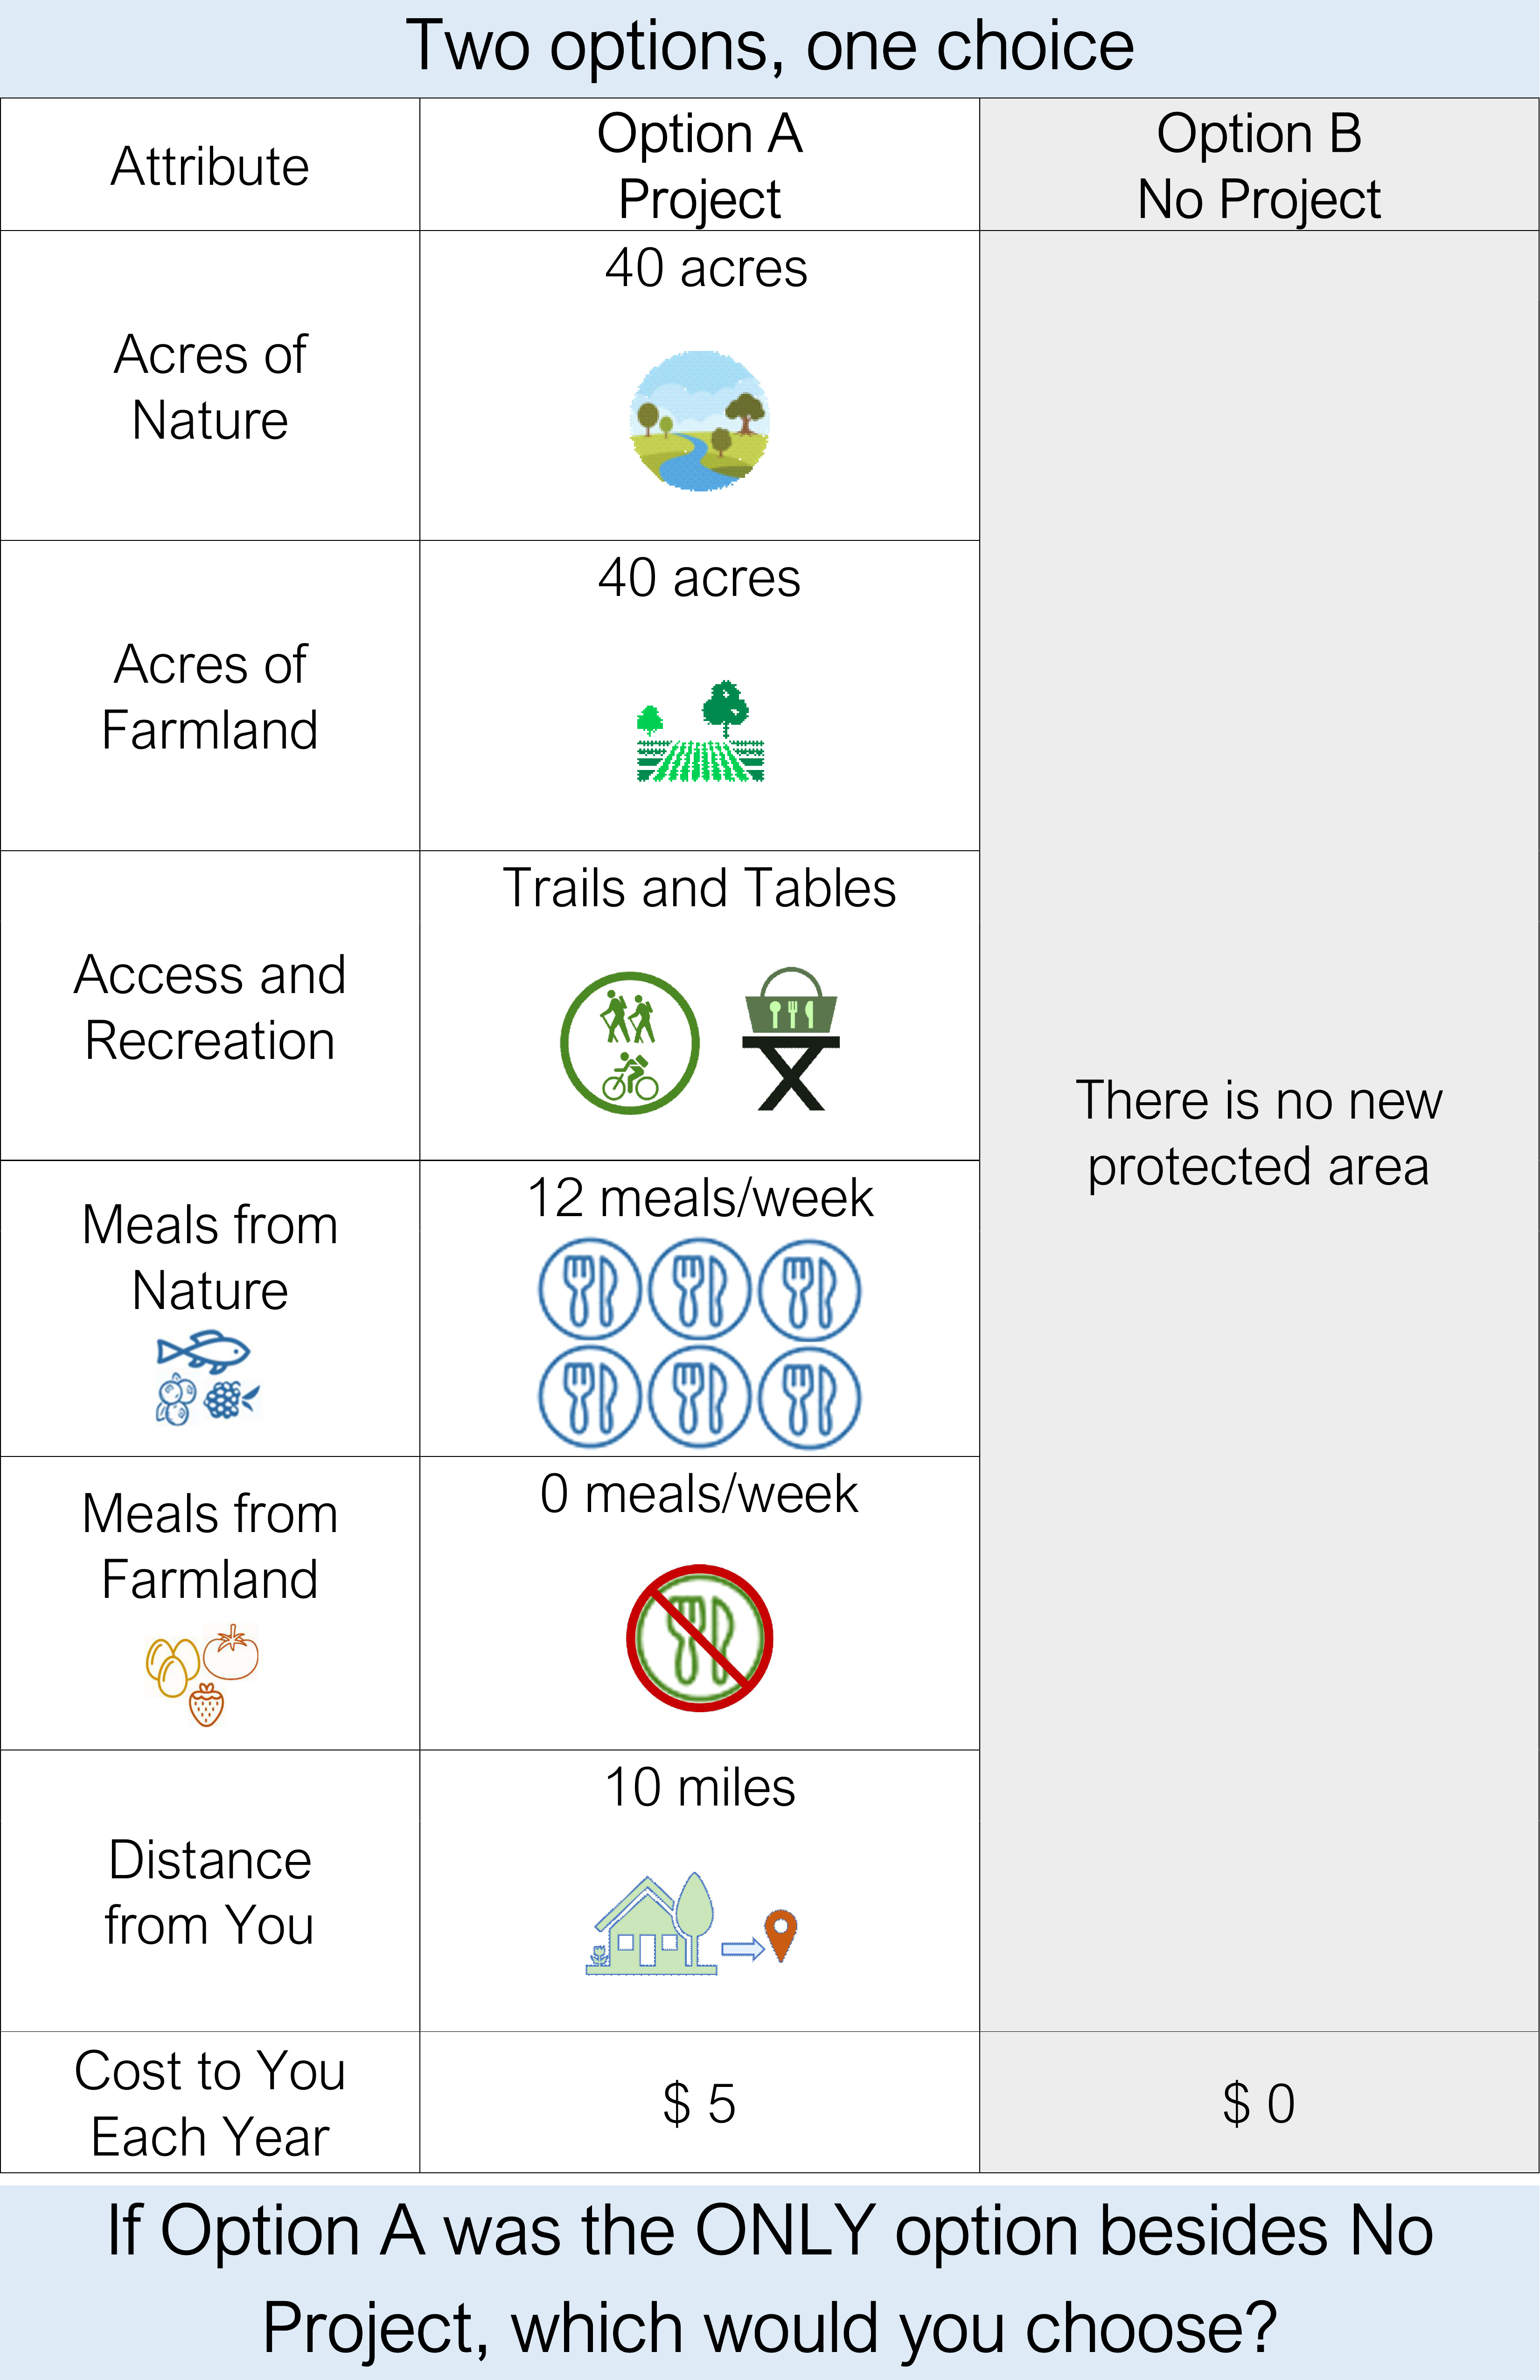 Two options, one choice
Attribute
Option A
Project
Option B
No Project
Acres of
Nature
40 acres
Acres of
Farmland
40 acres
Access and
Recreation
Trails and Tables
Meals from
Nature
12 meals/week
Meals from
Farmland
0 meals/week
Distance
from You
10 miles
There is no new
protected area
Cost to You
Each Year
$ 5
$ 0
If Option A was the ONLY option besides No
Project, which would you choose?